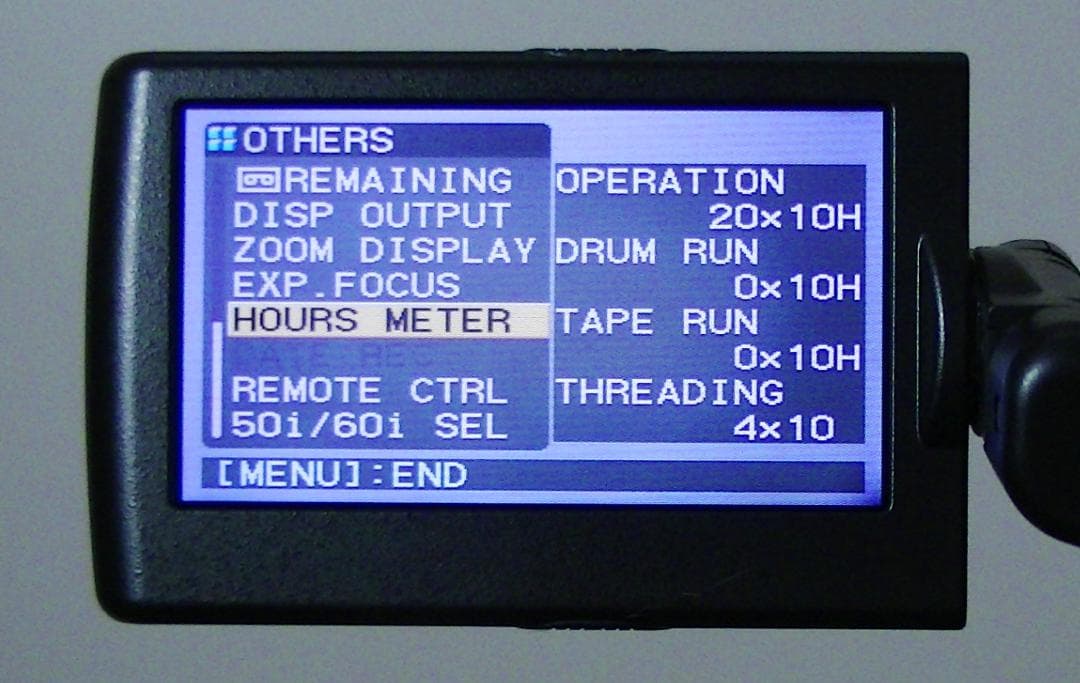 OTHERS
REMAINING
DISP OUTPUT
ZOOM DISPLAY
EXP.FOCUS
HOURS METER
REMOTE CTRL
50i/60i SEL
OPERATION
20x10H
DRUM RUN
0x10H
TAPE RUN
0x10H
THREADING
4x10
[MENU]:END